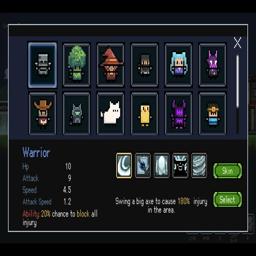 X
Warrior
Hp 10
Attack 9
Speed 4.5
Attack Speed 1.2
Ability: 20% chance to block all
injury
Swing a big axe to cause 180% injury
in the area.
Skin
Select